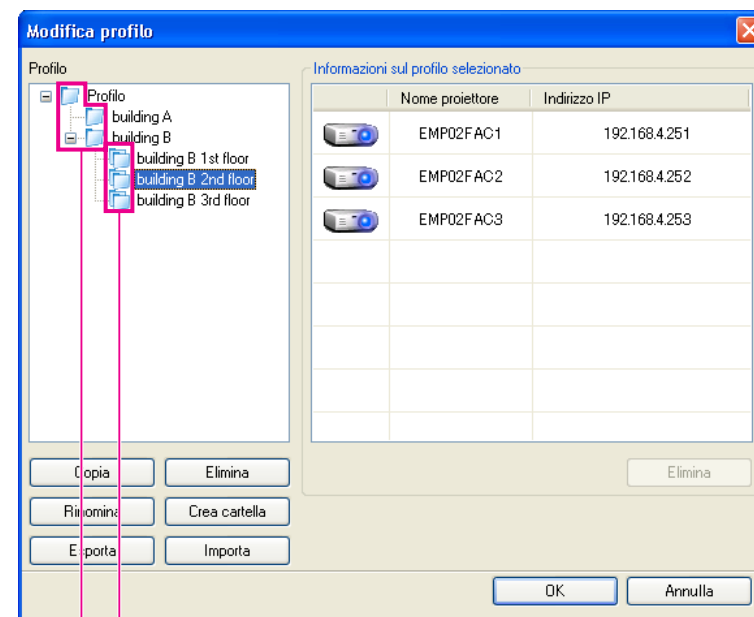 Modifica profilo
Profilo
Informazioni sul profilo selezionato
Profilo
building A
building B
building B 1st floor
building B 2nd floor
building B 3rd floor
Nome proiettore Indirizzo IP
EMP02FAC1 192.168.4.251
EMP02FAC2 192.168.4.252
EMP02FAC3 192.168.4.253
Copia Elimina Elimina
Rinomina Crea cartella
Esporta Importa
OK Annulla